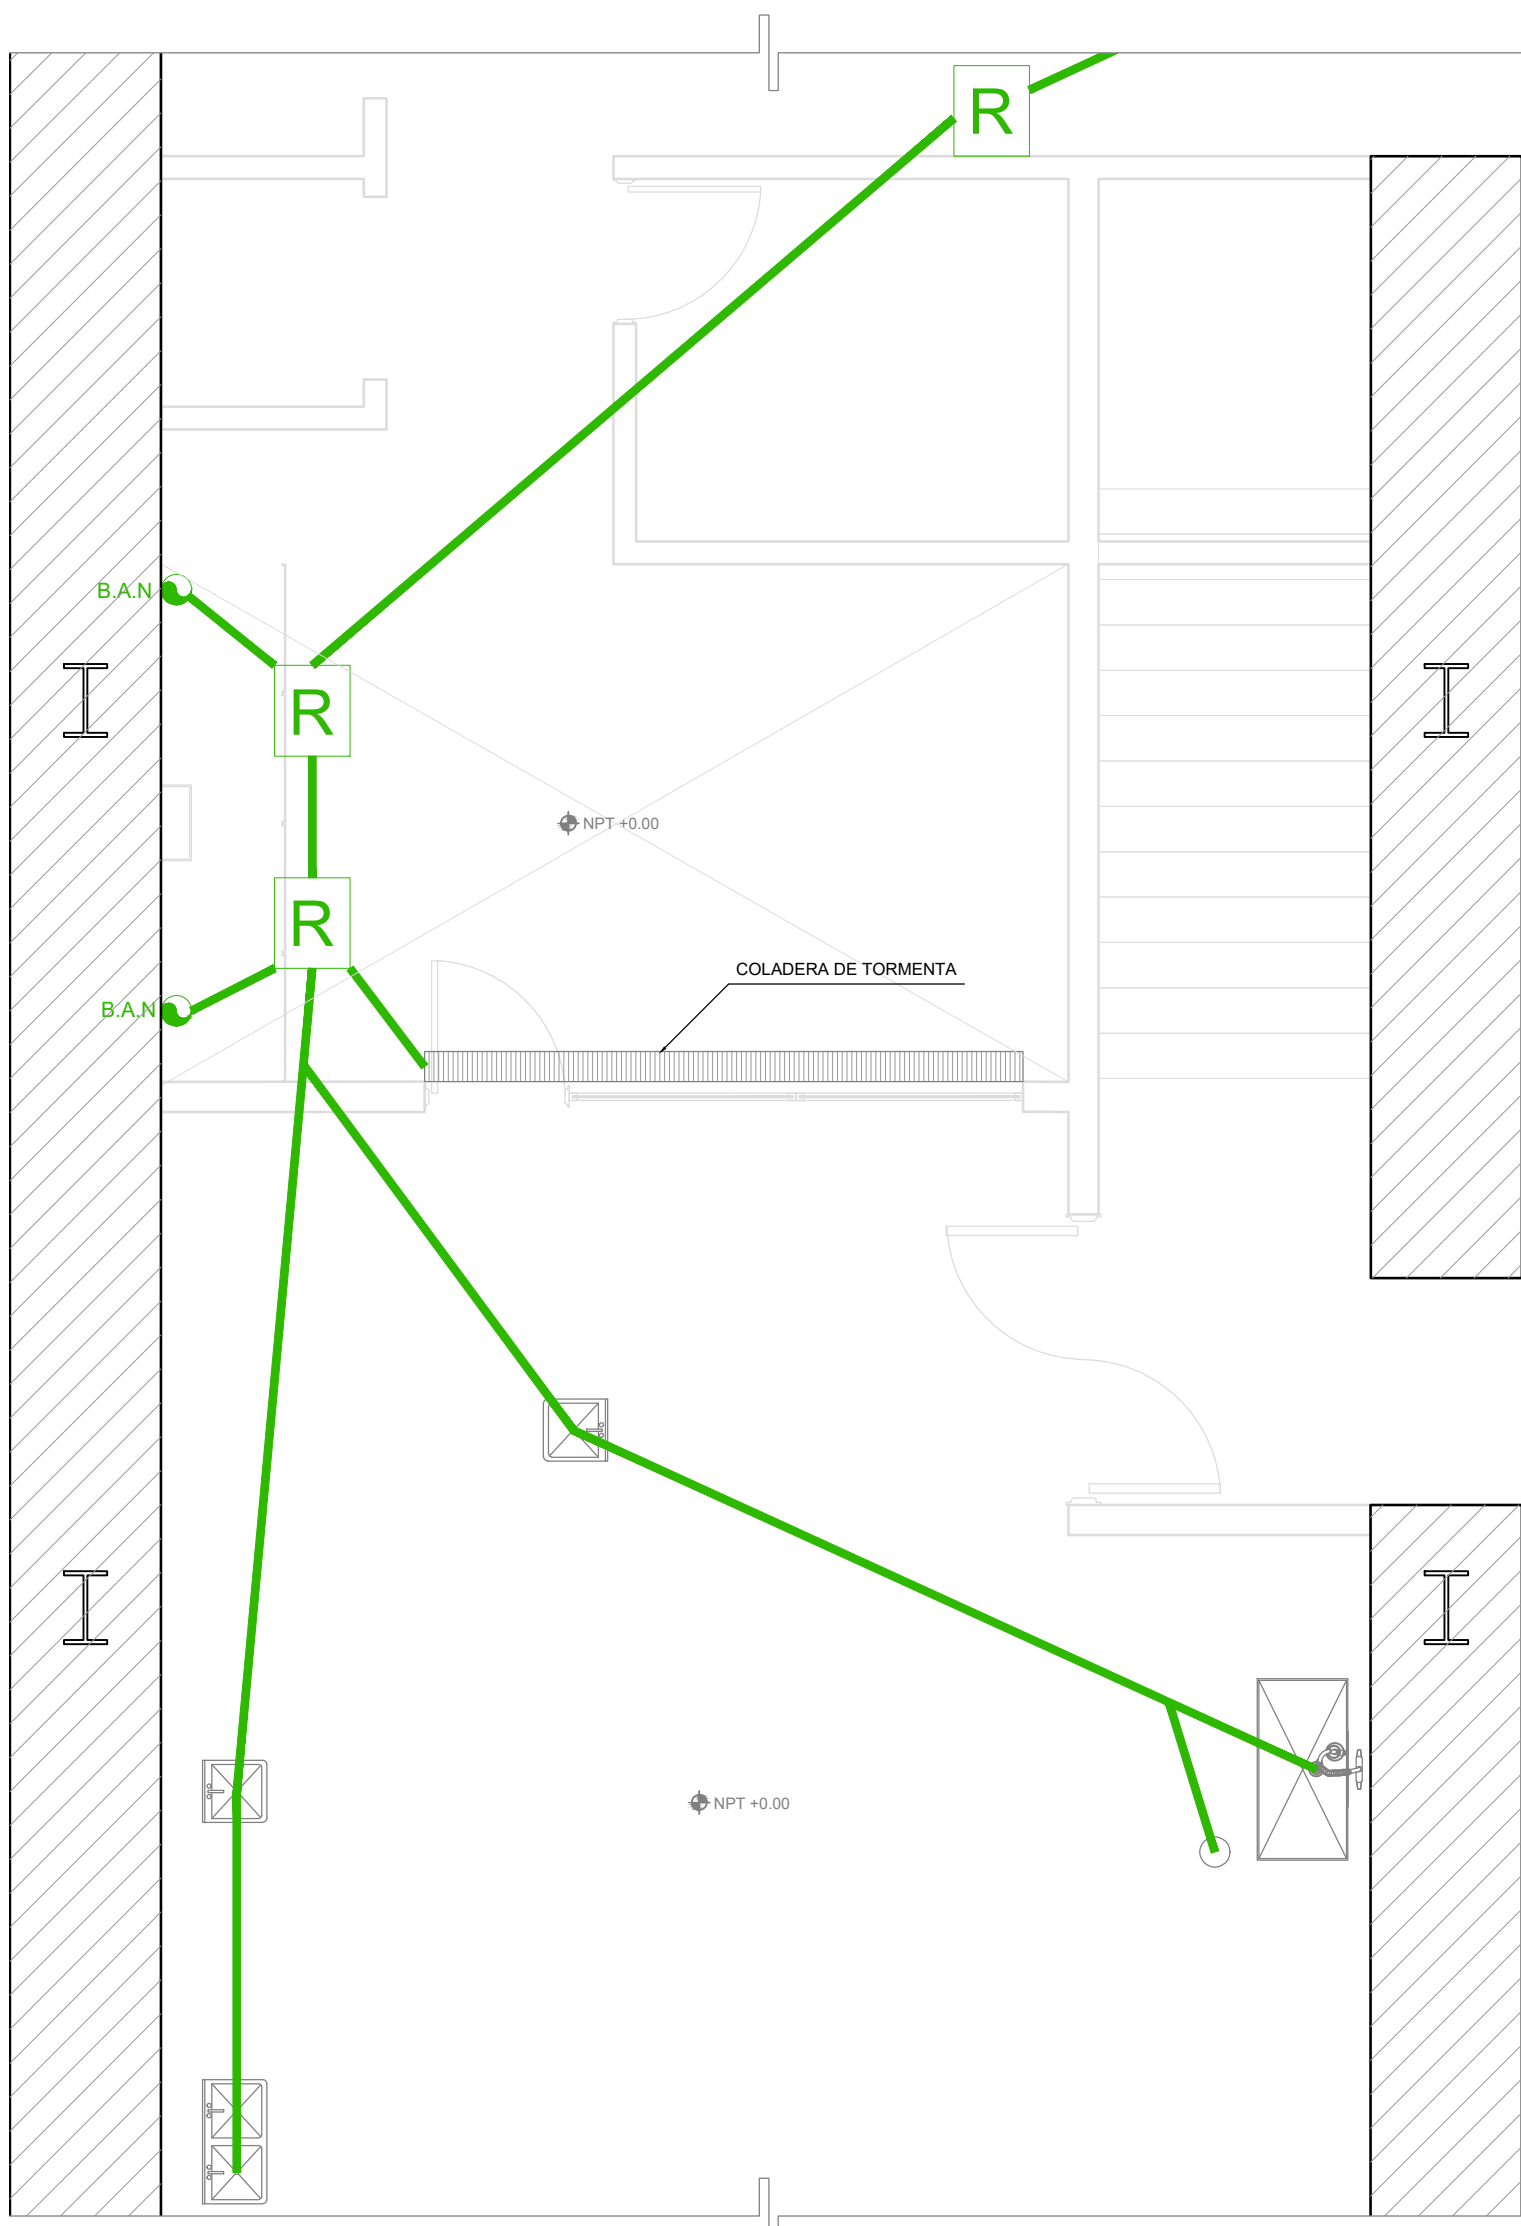 R
B.A.N
R
NPT +0.00
R
COLADERA DE TORMENTA
B.A.N
NPT +0.00